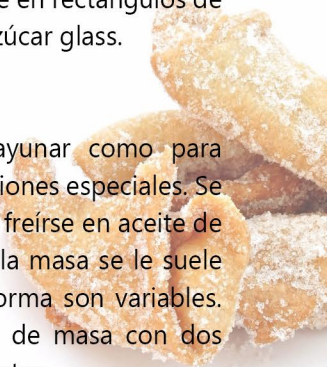 en rectángulos de
zúcar glass.
ayunar como para
iones especiales. Se
freírse en aceite de
la masa se le suele
orma son variables.
de masa con dos